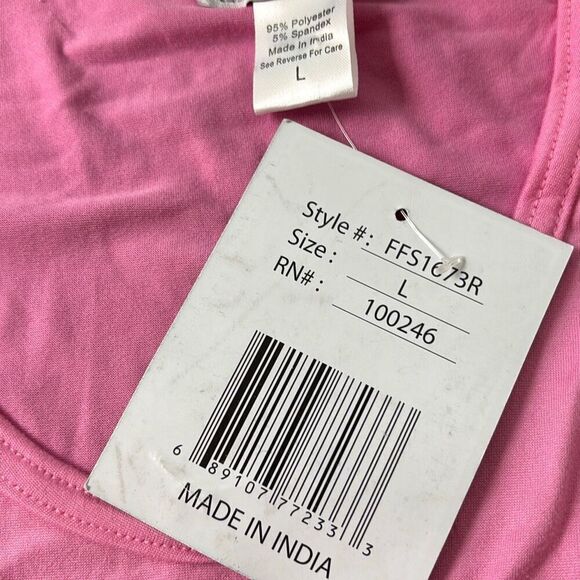 95% Polyester
5% Spandex
Made in India
See Reverse For Care
L
Style #: FFS1673R
Size: L
RN#: 100246
6 89107 77233 3
MADE IN INDIA